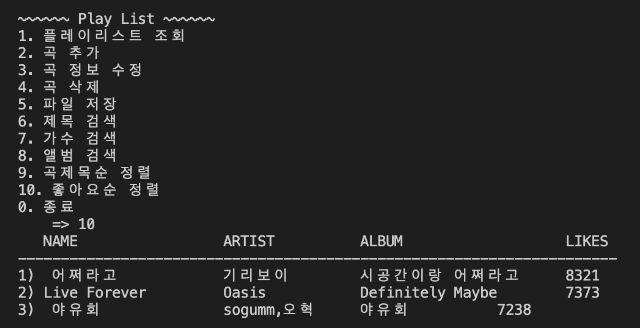 ~~~~~~ Play List ~~~~~~
1. 플레이리스트 조회
2. 곡 추가
3. 곡 정보 수정
4. 곡 삭제
5. 파일 저장
6. 제목 검색
7. 가수 검색
8. 앨범 검색
9. 곡제목순 정렬
10. 좋아요순 정렬
0. 종료
=> 10
NAME ARTIST ALBUM LIKES
1) 어쩌라고 기리보이 시공간이랑 어쩌라고 8321
2) Live Forever Oasis Definitely Maybe 7373
3) 야유회 sogumm,오혁 야유회 7238